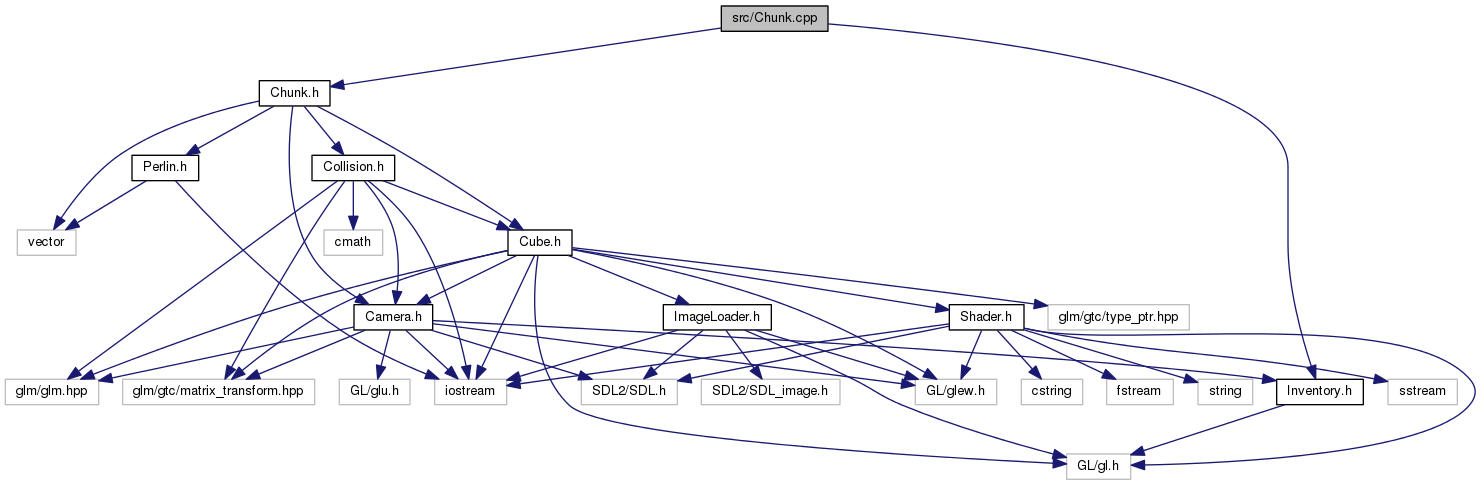 src/Chunk.cpp
Chunk.h
Perlin.h
Collision.h
vector
cmath
Cube.h
Camera.h
ImageLoader.h
Shader.h
glm/gtc/type_ptr.hpp
glm/glm.hpp
glm/gtc/matrix_transform.hpp
GL/glu.h
iostream
SDL2/SDL.h
SDL2/SDL_image.h
GL/glew.h
cstring
fstream
string
Inventory.h
sstream
GL/gl.h